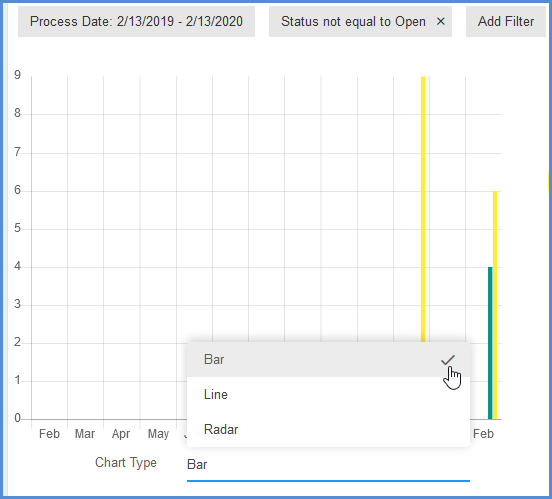 Process Date: 2/13/2019 - 2/13/2020 Status not equal to Open × Add Filter
9
8
7
6
5
4
3
2
1
0
Bar
Line
Radar
Feb Mar Apr May Feb
Chart Type Bar